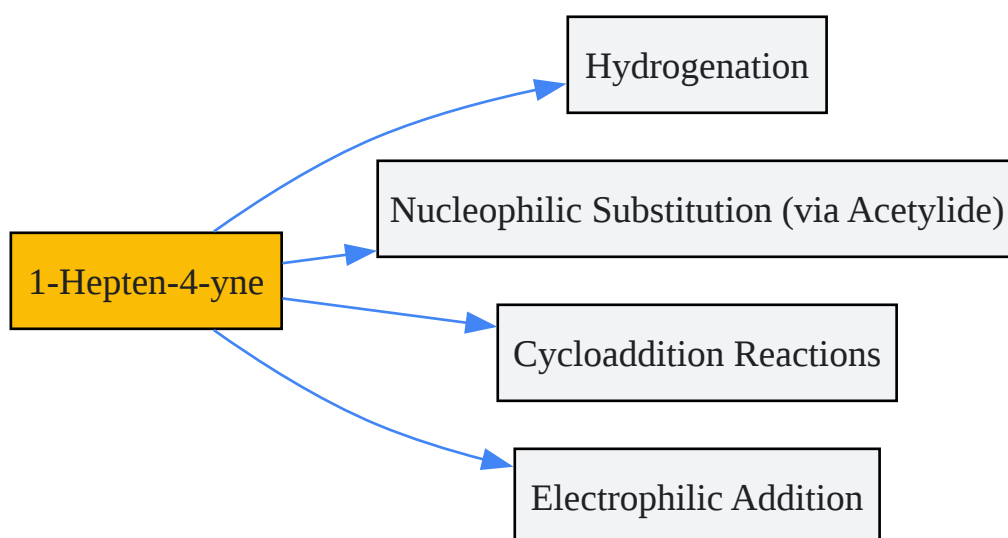 Hydrogenation
Nucleophilic Substitution (via Acetylide)
1-Hepten-4-yne
Cycloaddition Reactions
Electrophilic Addition